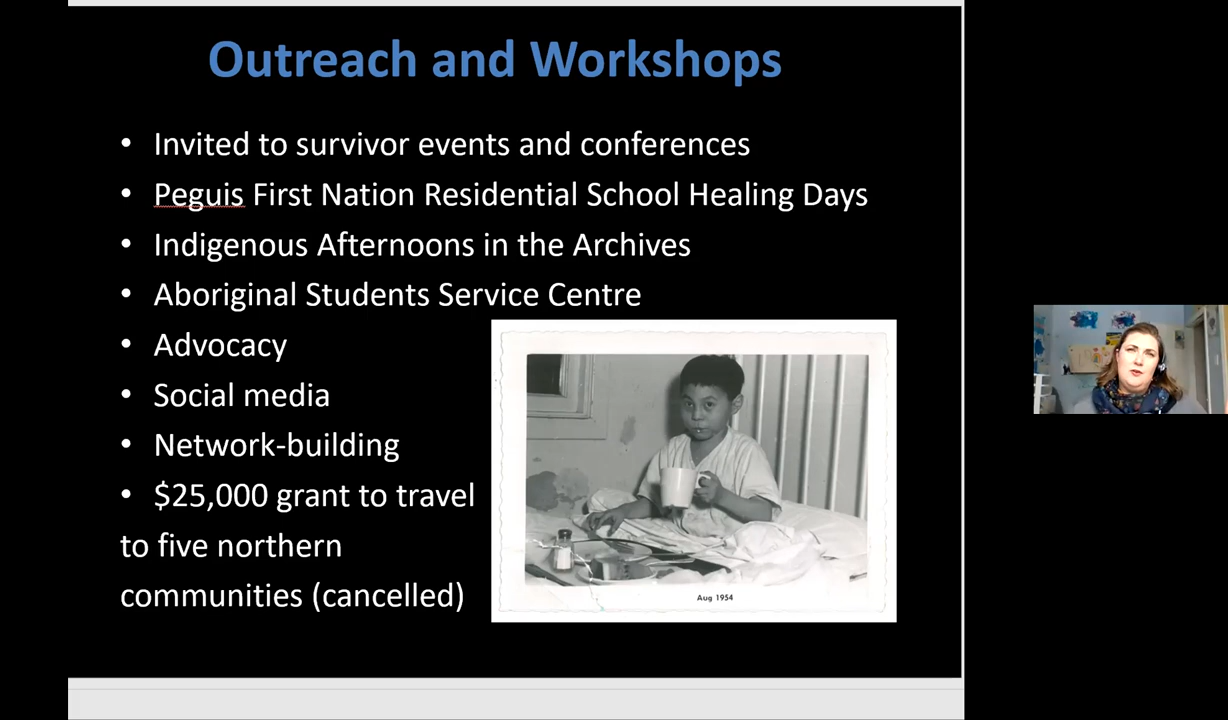 Outreach and Workshops
• Invited to survivor events and conferences
• Peguis First Nation Residential School Healing Days
• Indigenous Afternoons in the Archives
• Aboriginal Students Service Centre
• Advocacy
• Social media
• Network-building
• $25,000 grant to travel
to five northern
communities (cancelled)
Aug 1954